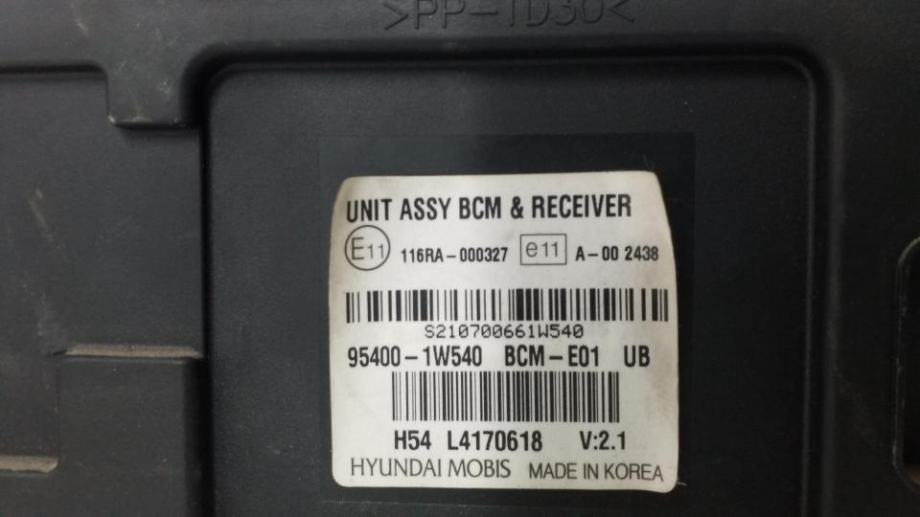 >PP-TD30<
UNIT ASSY BCM & RECEIVER
E11 116RA-000327 e11 A-00 2438
S210700661W540
95400-1W540 BCM-E01 UB
H54 L4170618 V:2.1
HYUNDAI MOBIS MADE IN KOREA